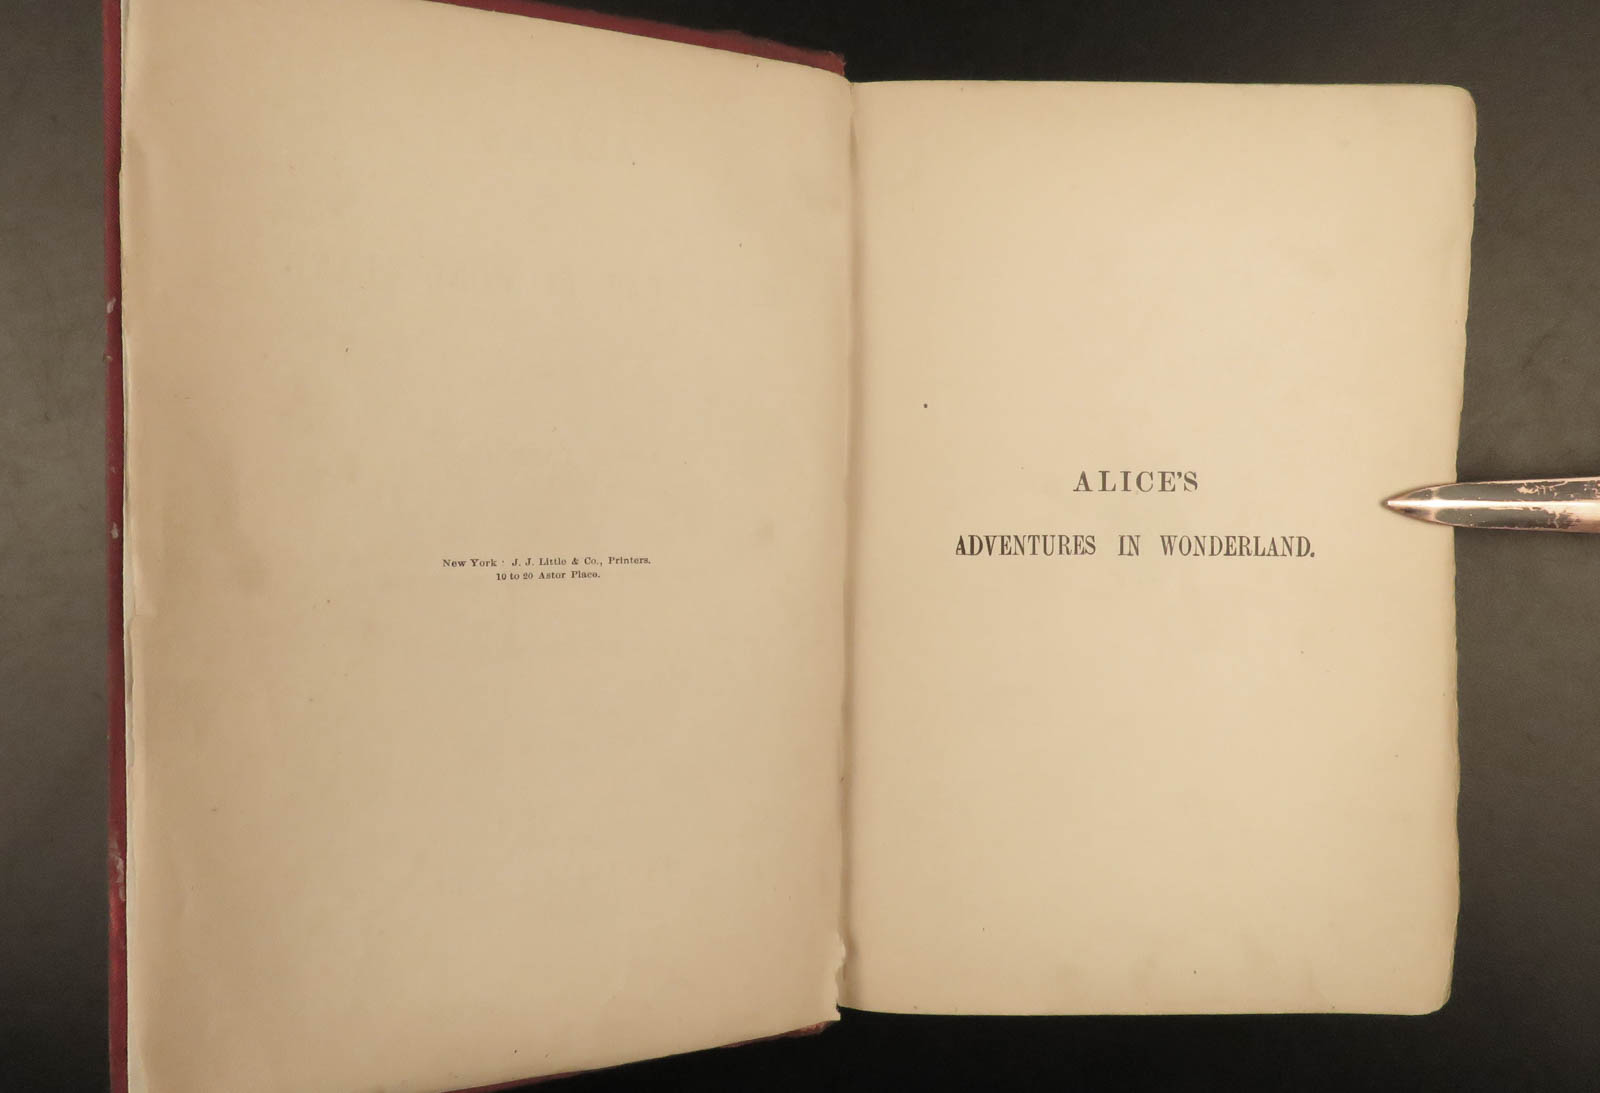 New York : J. J. Little & Co., Printers.
10 to 20 Astor Place.
ALICE'S
ADVENTURES IN WONDERLAND.